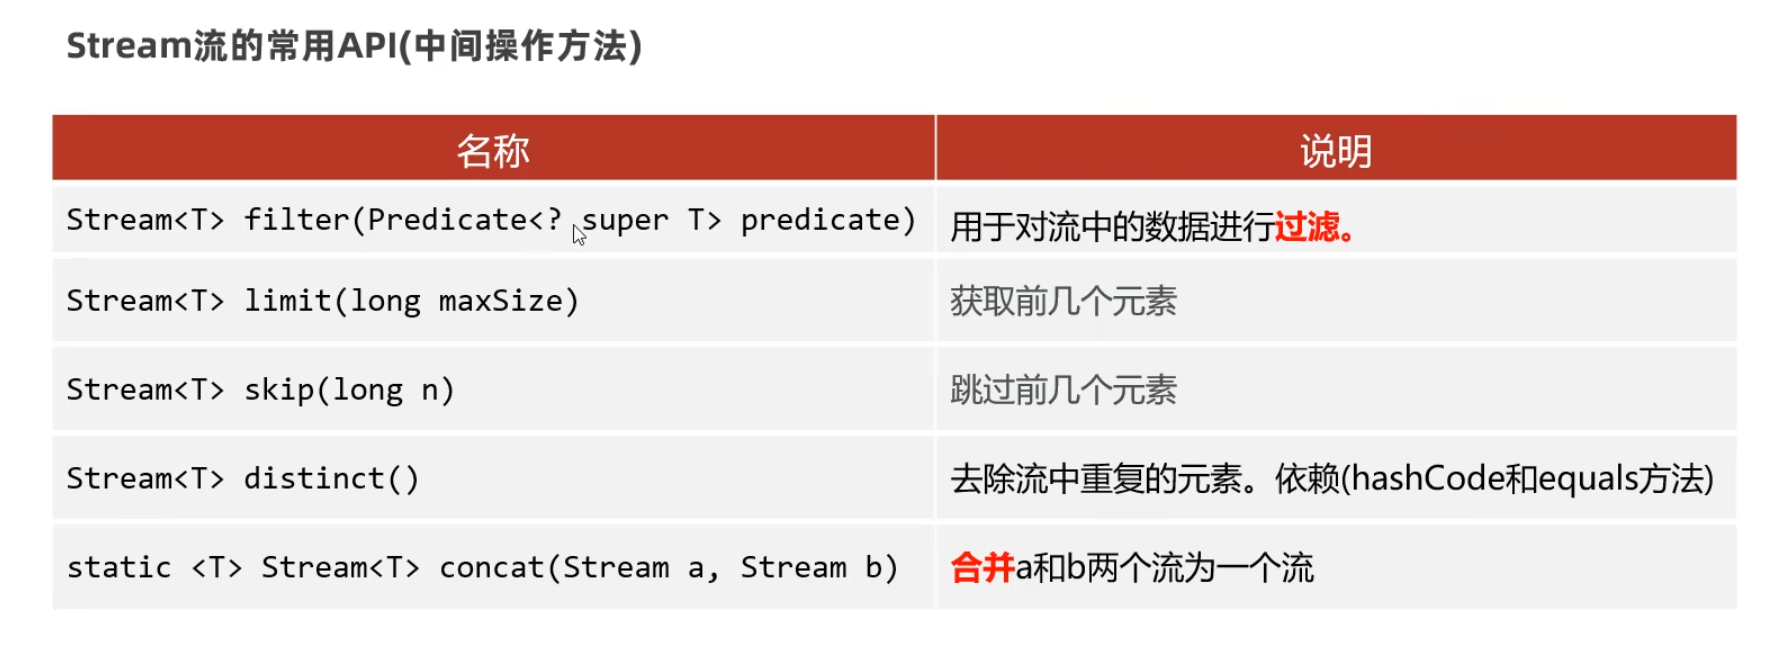 Stream流的常用API(中间操作方法)
名称 说明
Stream<T> filter(Predicate<? super T> predicate) 用于对流中的数据进行过滤。
Stream<T> limit(long maxSize) 获取前几个元素
Stream<T> skip(long n) 跳过前几个元素
Stream<T> distinct() 去除流中重复的元素。依赖(hashCode和equals方法)
static <T> Stream<T> concat(Stream a, Stream b) 合并a和b两个流为一个流